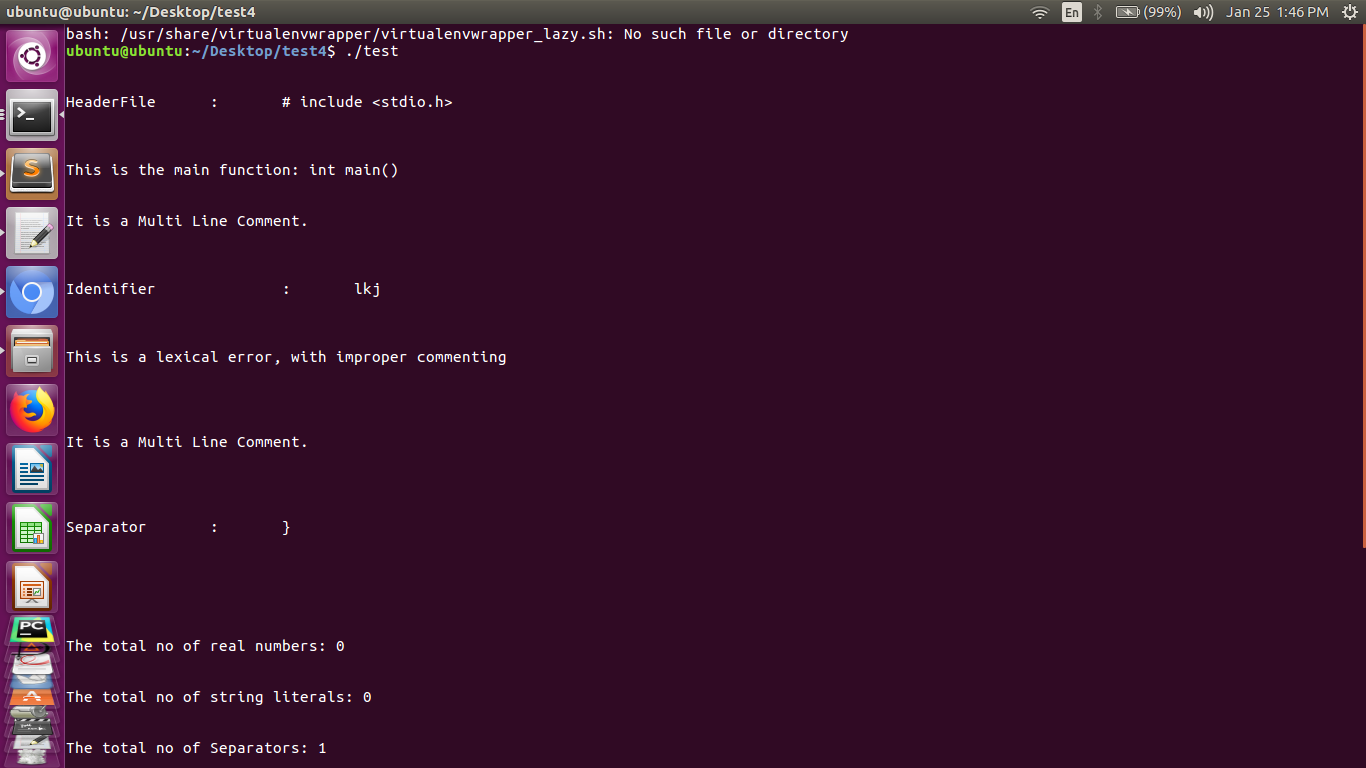 ubuntu@ubuntu: ~/Desktop/test4 En (99%) Jan 25 1:46 PM
bash: /usr/share/virtualenvwrapper/virtualenvwrapper_lazy.sh: No such file or directory
ubuntu@ubuntu:~/Desktop/test4$ ./test
HeaderFile : # include <stdio.h>
This is the main function: int main()
It is a Multi Line Comment.
Identifier : lkj
This is a lexical error, with improper commenting
It is a Multi Line Comment.
Separator : }
PC
The total no of real numbers: 0
The total no of string literals: 0
The total no of Separators: 1